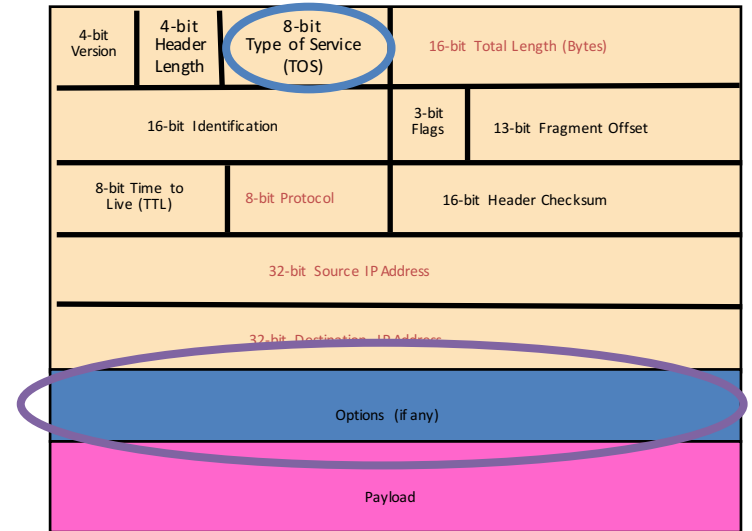 4-bit
Version
4-bit
Header
Length
8-bit
Type of Service
(TOS)
16-bit Total Length (Bytes)
16-bit Identification
3-bit
Flags
13-bit Fragment Offset
8-bit Time to
Live (TTL)
8-bit Protocol
16-bit Header Checksum
32-bit Source IP Address
32-bit Destination IP Address
Options (if any)
Payload